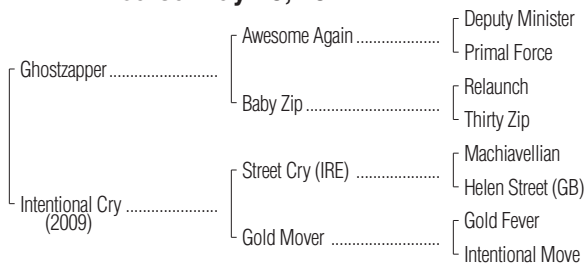 Deputy Minister
Awesome Again ....................
Primal Force
Ghostzapper ..........................
Relaunch
Baby Zip ................................
Thirty Zip
Machiavellian
Street Cry (IRE) ....................
Helen Street (GB)
Intentional Cry ......................
(2009)
Gold Fever
Gold Mover ..........................
Intentional Move